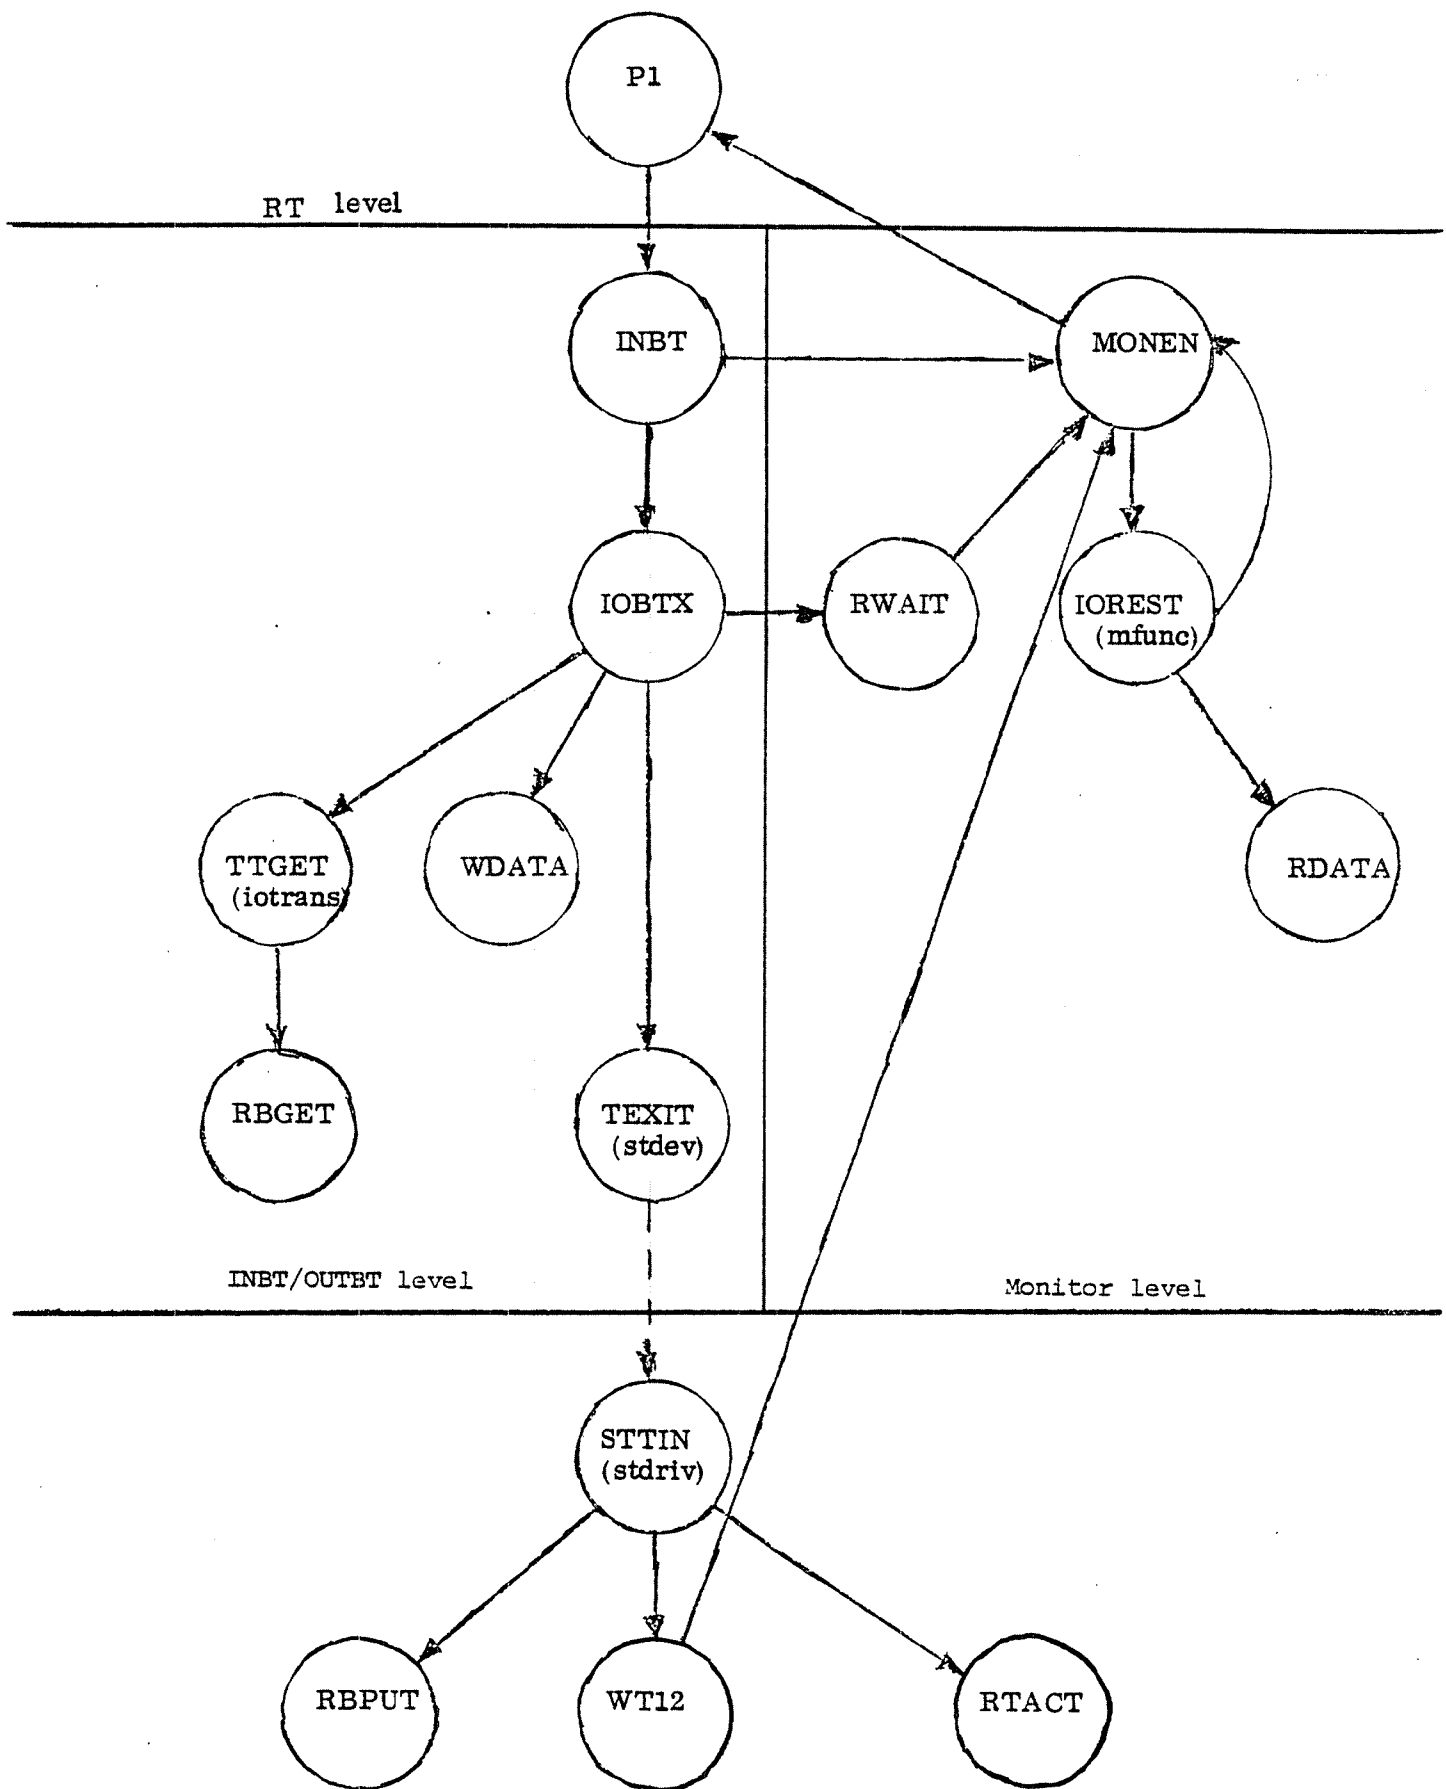 P1
RT level
INBT
MONEN
IOBTX
RWAIT
IOREST
(mfunc)
TTGET
(iotrans)
WDATA
RDATA
RBGET
TEXIT
(stdev)
INBT/OUTBT level
Monitor level
STTIN
(stdriv)
RBPUT
WT12
RTACT